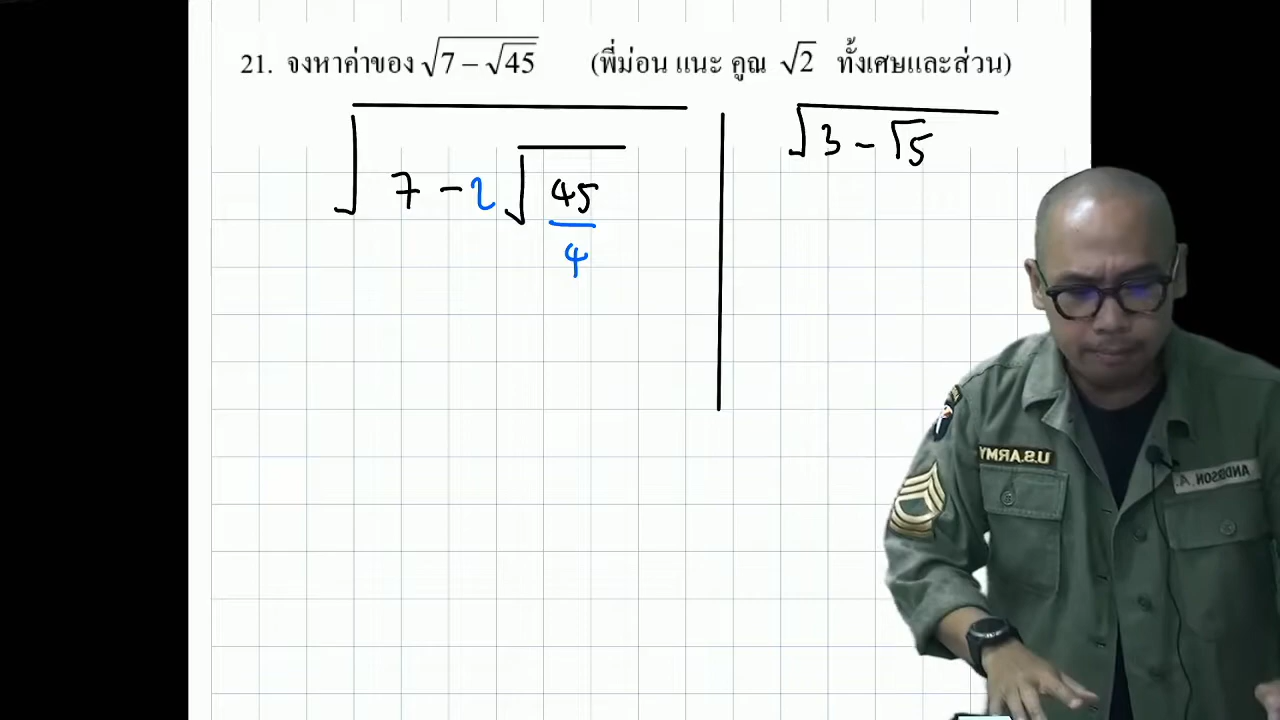 21. จงหาค่าของ √(7 − √45) (พี่ม่อน แนะ คูณ √2 ทั้งเศษและส่วน)
√(7 − 2√(45/4))
√(3 − √5)
U.S.ARMY
ANDERSON. A.